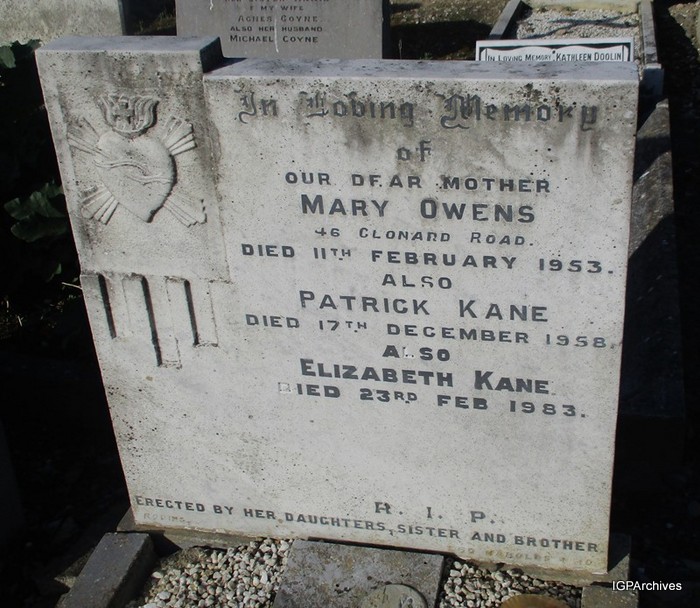 & MY WIFE
AGNES COYNE
ALSO HER HUSBAND
MICHAEL COYNE
IN LOVING MEMORY KATHLEEN DOOLIN
In Loving Memory
of
OUR DEAR MOTHER
MARY OWENS
46 CLONARD ROAD.
DIED 11TH FEBRUARY 1953.
ALSO
PATRICK KANE
DIED 17TH DECEMBER 1958
ALSO
ELIZABETH KANE
DIED 23RD FEB 1983.
R. I. P.
ERECTED BY HER DAUGHTERS, SISTER AND BROTHER
IGPArchives